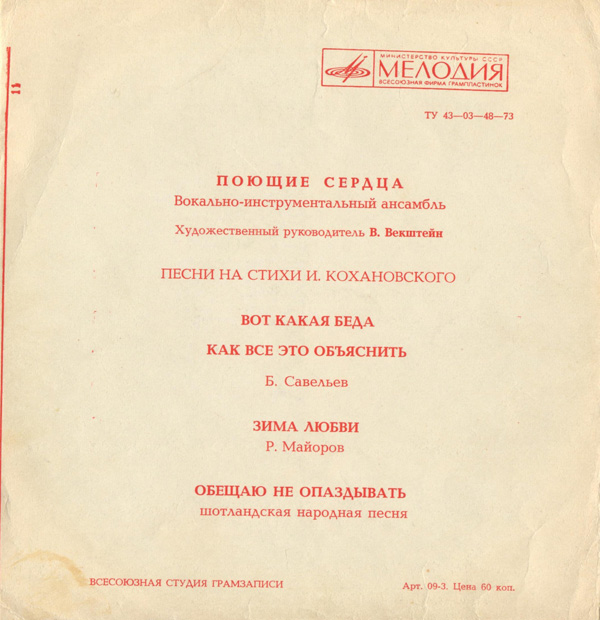 МИНИСТЕРСТВО КУЛЬТУРЫ СССР
МЕЛОДИЯ
ВСЕСОЮЗНАЯ ФИРМА ГРАМПЛАСТИНОК
ТУ 43—03—48—73
ПОЮЩИЕ СЕРДЦА
Вокально-инструментальный ансамбль
Художественный руководитель В. Векштейн
ПЕСНИ НА СТИХИ И. КОХАНОВСКОГО
ВОТ КАКАЯ БЕДА
КАК ВСЕ ЭТО ОБЪЯСНИТЬ
Б. Савельев
ЗИМА ЛЮБВИ
Р. Майоров
ОБЕЩАЮ НЕ ОПАЗДЫВАТЬ
шотландская народная песня
ВСЕСОЮЗНАЯ СТУДИЯ ГРАМЗАПИСИ
Арт. 09-3. Цена 60 коп.